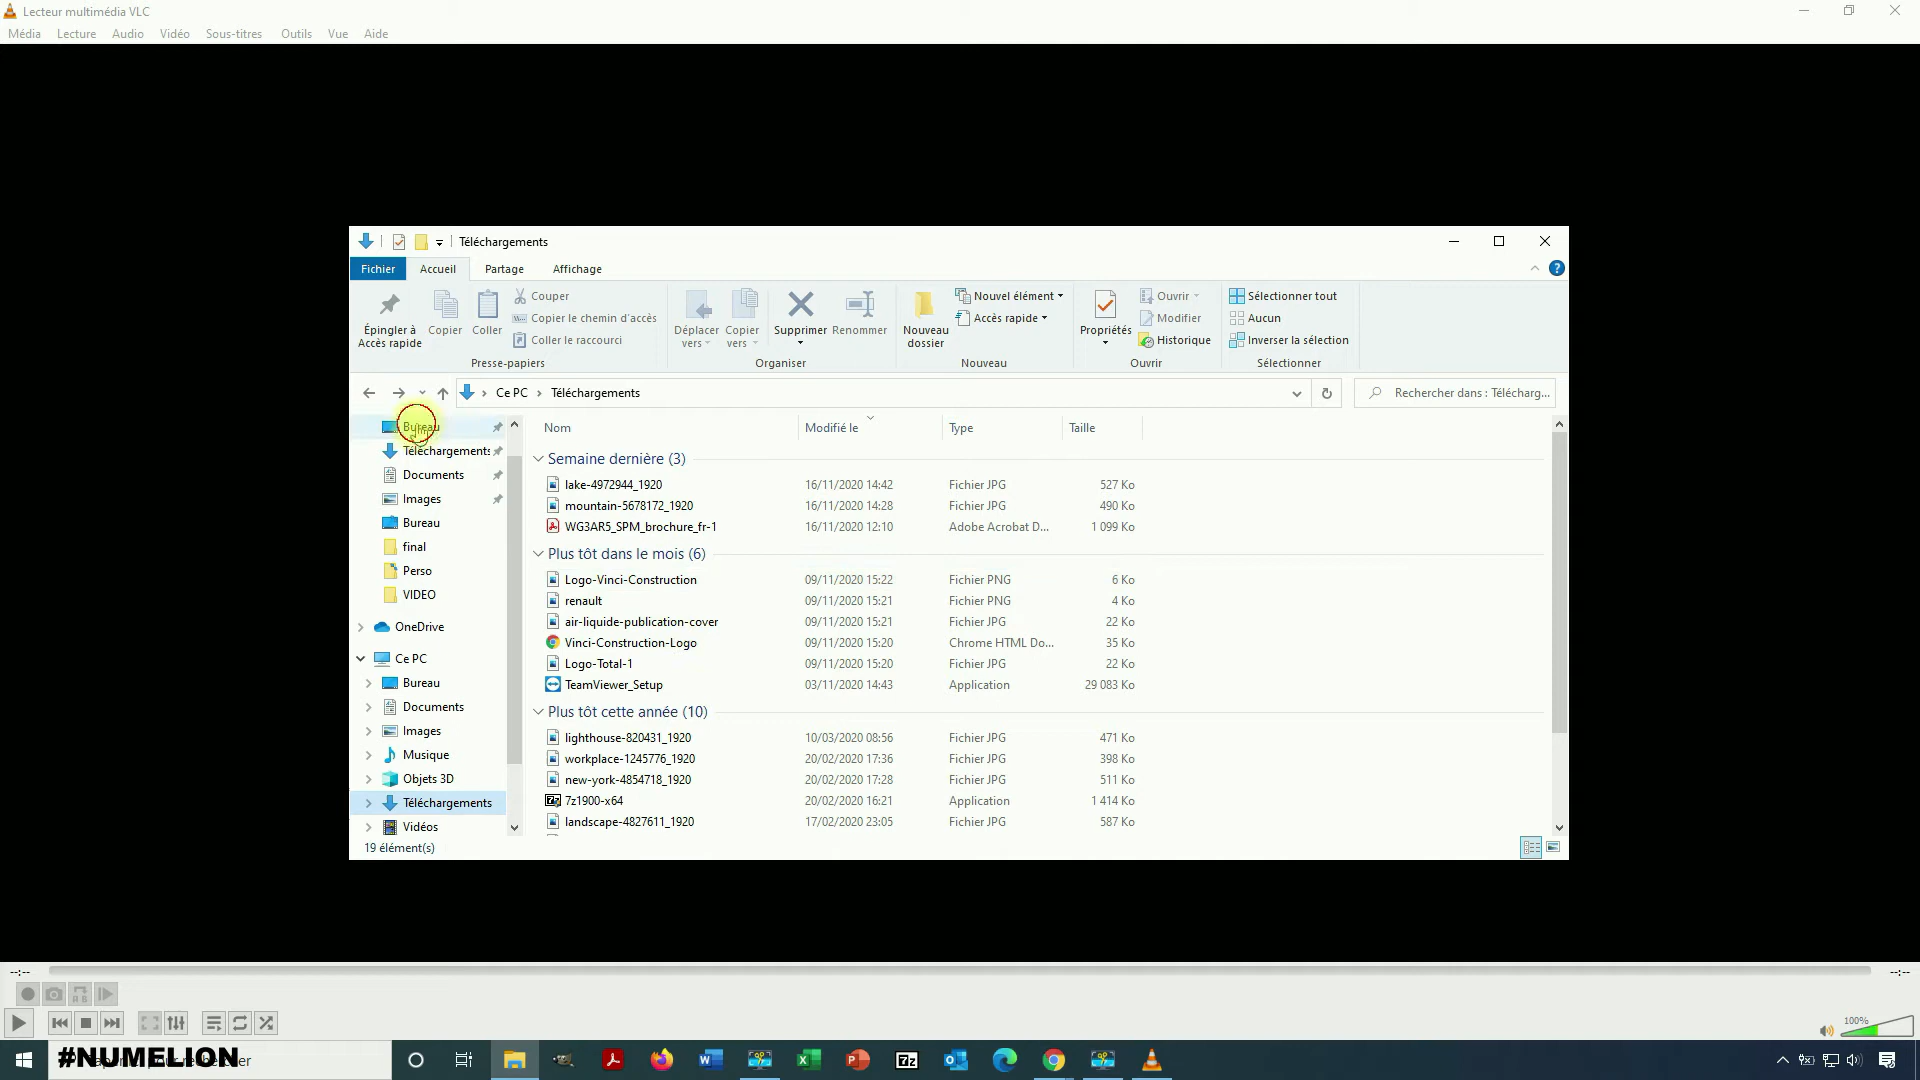 Lecteur multimédia VLC
Média Lecture Audio Vidéo Sous-titres Outils Vue Aide
Téléchargements
Fichier Accueil Partage Affichage
Épingler à Accès rapide
Copier
Coller
Couper
Copier le chemin d'accès
Coller le raccourci
Presse-papiers
Déplacer vers
Copier vers
Supprimer
Renommer
Organiser
Nouveau dossier
Nouvel élément
Accès rapide
Nouveau
Propriétés
Ouvrir
Modifier
Historique
Ouvrir
Sélectionner tout
Aucun
Inverser la sélection
Sélectionner
Ce PC Téléchargements
Rechercher dans : Télécharg...
Bureau
Téléchargements
Documents
Images
Bureau
final
Perso
VIDEO
OneDrive
Ce PC
Bureau
Documents
Images
Musique
Objets 3D
Téléchargements
Vidéos
Nom Modifié le Type Taille
Semaine dernière (3)
lake-4972944_1920 16/11/2020 14:42 Fichier JPG 527 Ko
mountain-5678172_1920 16/11/2020 14:28 Fichier JPG 490 Ko
WG3AR5_SPM_brochure_fr-1 16/11/2020 12:10 Adobe Acrobat D... 1 099 Ko
Plus tôt dans le mois (6)
Logo-Vinci-Construction 09/11/2020 15:22 Fichier PNG 6 Ko
renault 09/11/2020 15:21 Fichier PNG 4 Ko
air-liquide-publication-cover 09/11/2020 15:21 Fichier JPG 22 Ko
Vinci-Construction-Logo 09/11/2020 15:20 Chrome HTML Do... 35 Ko
Logo-Total-1 09/11/2020 15:20 Fichier JPG 22 Ko
TeamViewer_Setup 03/11/2020 14:43 Application 29 083 Ko
Plus tôt cette année (10)
lighthouse-820431_1920 10/03/2020 08:56 Fichier JPG 471 Ko
workplace-1245776_1920 20/02/2020 17:36 Fichier JPG 398 Ko
new-york-4854718_1920 20/02/2020 17:28 Fichier JPG 511 Ko
7z1900-x64 20/02/2020 16:21 Application 1 414 Ko
landscape-4827611_1920 17/02/2020 23:05 Fichier JPG 587 Ko
19 élément(s)
--:-- --:--
100%
#NUMELION